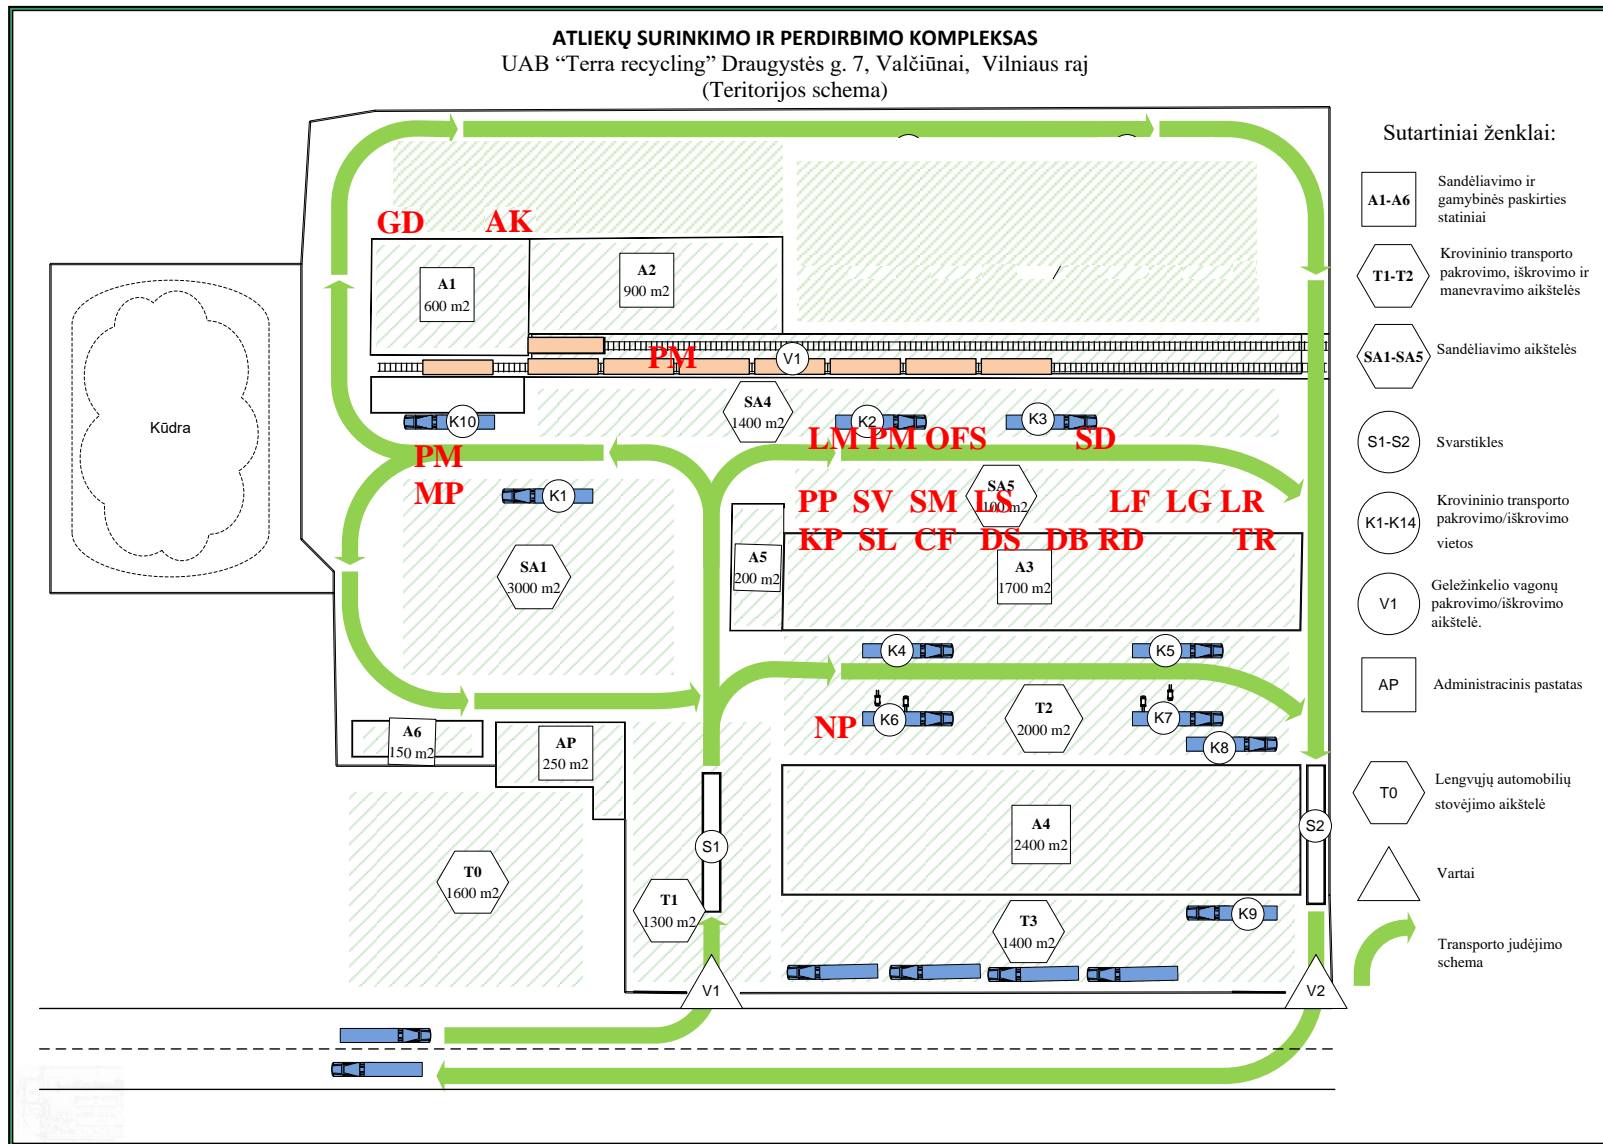 ATLIEKŲ SURINKIMO IR PERDIRBIMO KOMPLEKSAS
UAB “Terra recycling” Draugystės g. 7, Valčiūnai, Vilniaus raj
(Teritorijos schema)
Sutartiniai ženklai:
A1-A6
Sandėliavimo ir
gamybinės paskirties
statiniai
T1-T2
Krovininio transporto
pakrovimo, iškrovimo ir
manevravimo aikštelės
SA1-SA5
Sandėliavimo aikštelės
S1-S2
Svarstikles
K1-K14
Krovininio transporto
pakrovimo/iškrovimo
vietos
V1
Geležinkelio vagonų
pakrovimo/iškrovimo
aikštelė.
AP
Administracinis pastatas
T0
Lengvųjų automobilių
stovėjimo aikštelė
Vartai
Transporto judėjimo
schema
GD AK
A1
600 m2
A2
900 m2
PM
V1
Kūdra
SA4
1400 m2
K10
K2
K3
LM PM OFS SD
PM
MP
K1
SA5
100 m2
PP SV SM LS LF LG LR
KP SL CF DS DB RD TR
SA1
3000 m2
A5
200 m2
A3
1700 m2
K4
K5
K6
K7
K8
NP
T2
2000 m2
A6
150 m2
AP
250 m2
A4
2400 m2
S1
S2
T0
1600 m2
T1
1300 m2
T3
1400 m2
K9
V1
V2